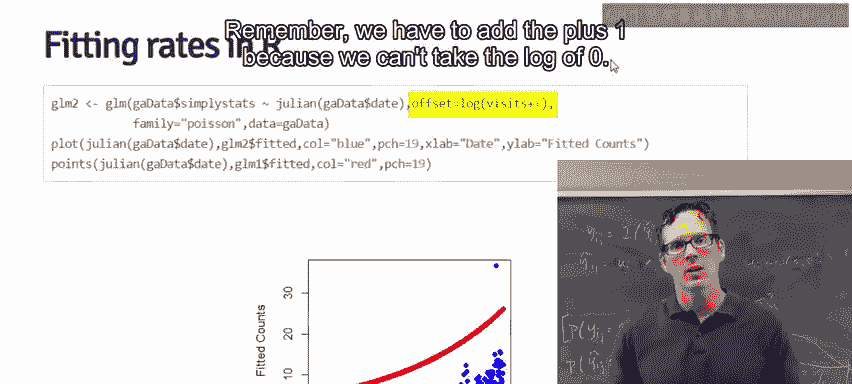 Remember, we have to add the plus 1
because we can't take the log of 0.
Fitting rates in R
glm2 <- glm(gaData$simplystats ~ julian(gaData$date),offset=log(visits+1),
family="poisson",data=gaData)
plot(julian(gaData$date),glm2$fitted,col="blue",pch=19,xlab="Date",ylab="Fitted Counts")
points(julian(gaData$date),glm1$fitted,col="red",pch=19)
Fitted Counts
30
20
10